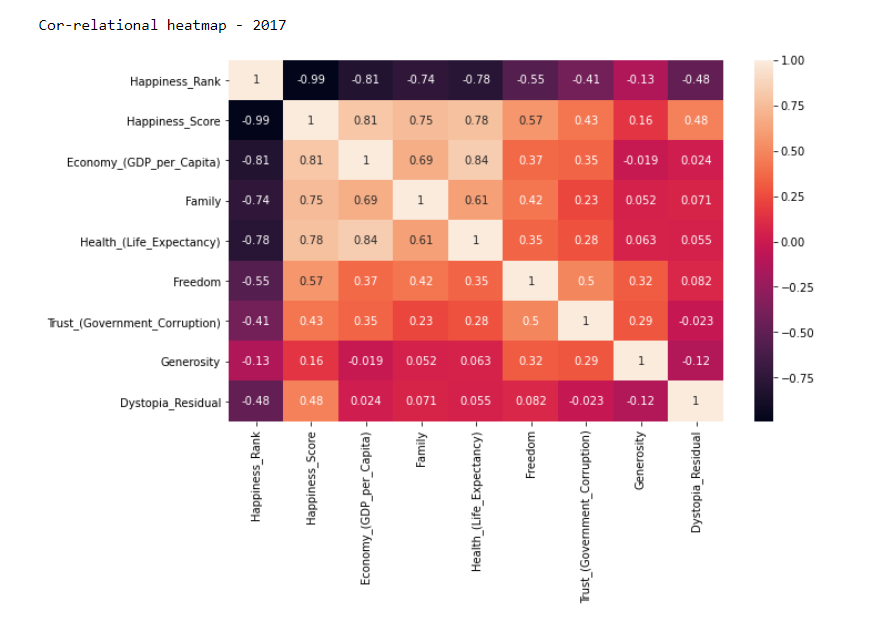 Cor-relational heatmap - 2017
Happiness_Rank 1 -0.99 -0.81 -0.74 -0.78 -0.55 -0.41 -0.13 -0.48
Happiness_Score -0.99 1 0.81 0.75 0.78 0.57 0.43 0.16 0.48
Economy_(GDP_per_Capita) -0.81 0.81 1 0.69 0.84 0.37 0.35 -0.019 0.024
Family -0.74 0.75 0.69 1 0.61 0.42 0.23 0.052 0.071
Health_(Life_Expectancy) -0.78 0.78 0.84 0.61 1 0.35 0.28 0.063 0.055
Freedom -0.55 0.57 0.37 0.42 0.35 1 0.5 0.32 0.082
Trust_(Government_Corruption) -0.41 0.43 0.35 0.23 0.28 0.5 1 0.29 -0.023
Generosity -0.13 0.16 -0.019 0.052 0.063 0.32 0.29 1 -0.12
Dystopia_Residual -0.48 0.48 0.024 0.071 0.055 0.082 -0.023 -0.12 1
Happiness_Rank
Happiness_Score
Economy_(GDP_per_Capita)
Family
Health_(Life_Expectancy)
Freedom
Trust_(Government_Corruption)
Generosity
Dystopia_Residual
1.00
0.75
0.50
0.25
0.00
−0.25
−0.50
−0.75